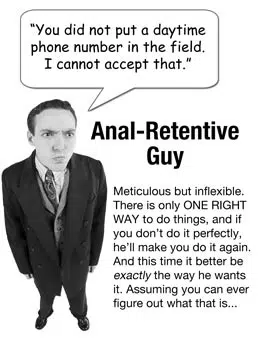 “You did not put a daytime
phone number in the field.
I cannot accept that.”
Anal-Retentive
Guy
Meticulous but inflexible.
There is only ONE RIGHT
WAY to do things, and if
you don’t do it perfectly,
he’ll make you do it again.
And this time it better be
exactly the way he wants
it. Assuming you can ever
figure out what that is...